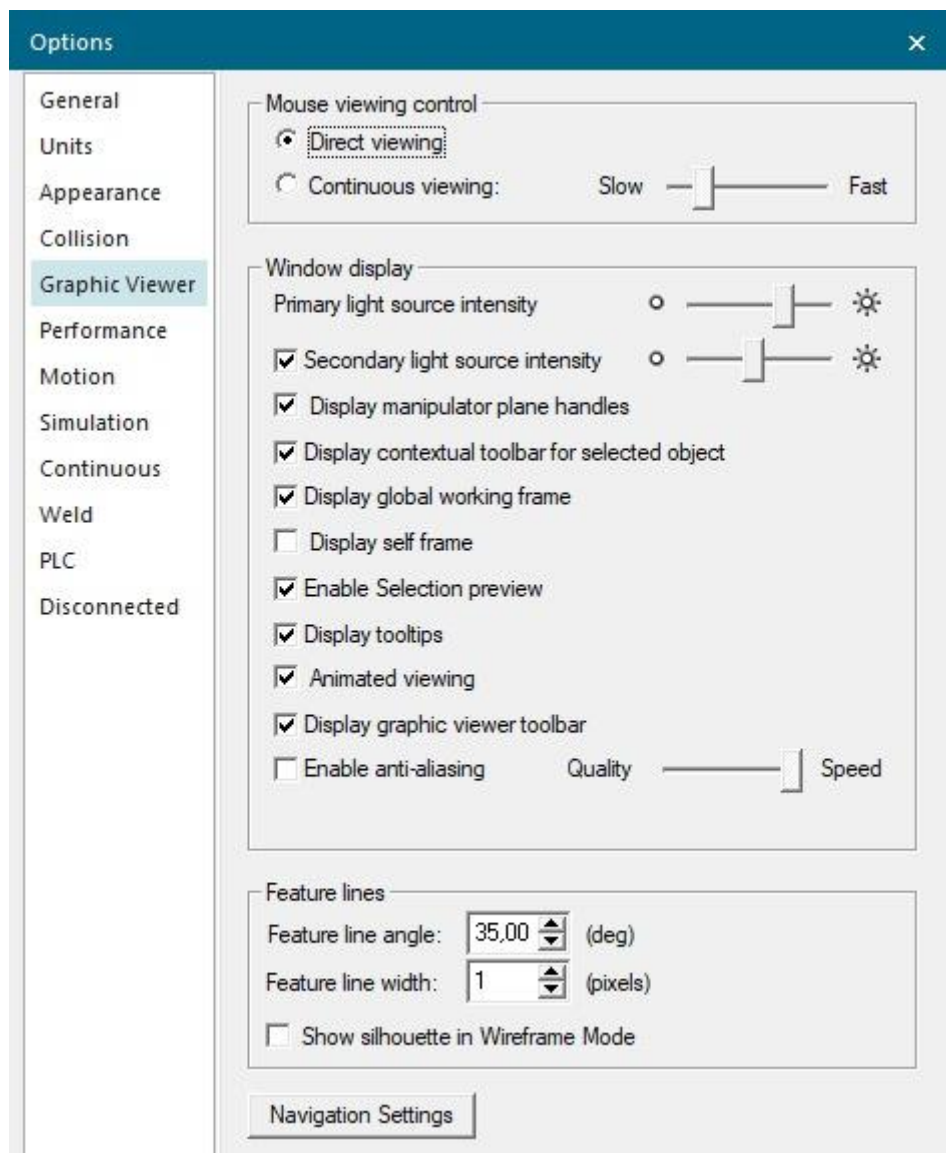 Options
General
Units
Appearance
Collision
Graphic Viewer
Performance
Motion
Simulation
Continuous
Weld
PLC
Disconnected
Mouse viewing control
Direct viewing
Continuous viewing: Slow Fast
Window display
Primary light source intensity
Secondary light source intensity
Display manipulator plane handles
Display contextual toolbar for selected object
Display global working frame
Display self frame
Enable Selection preview
Display tooltips
Animated viewing
Display graphic viewer toolbar
Enable anti-aliasing Quality Speed
Feature lines
Feature line angle: 35,00 (deg)
Feature line width: 1 (pixels)
Show silhouette in Wireframe Mode
Navigation Settings